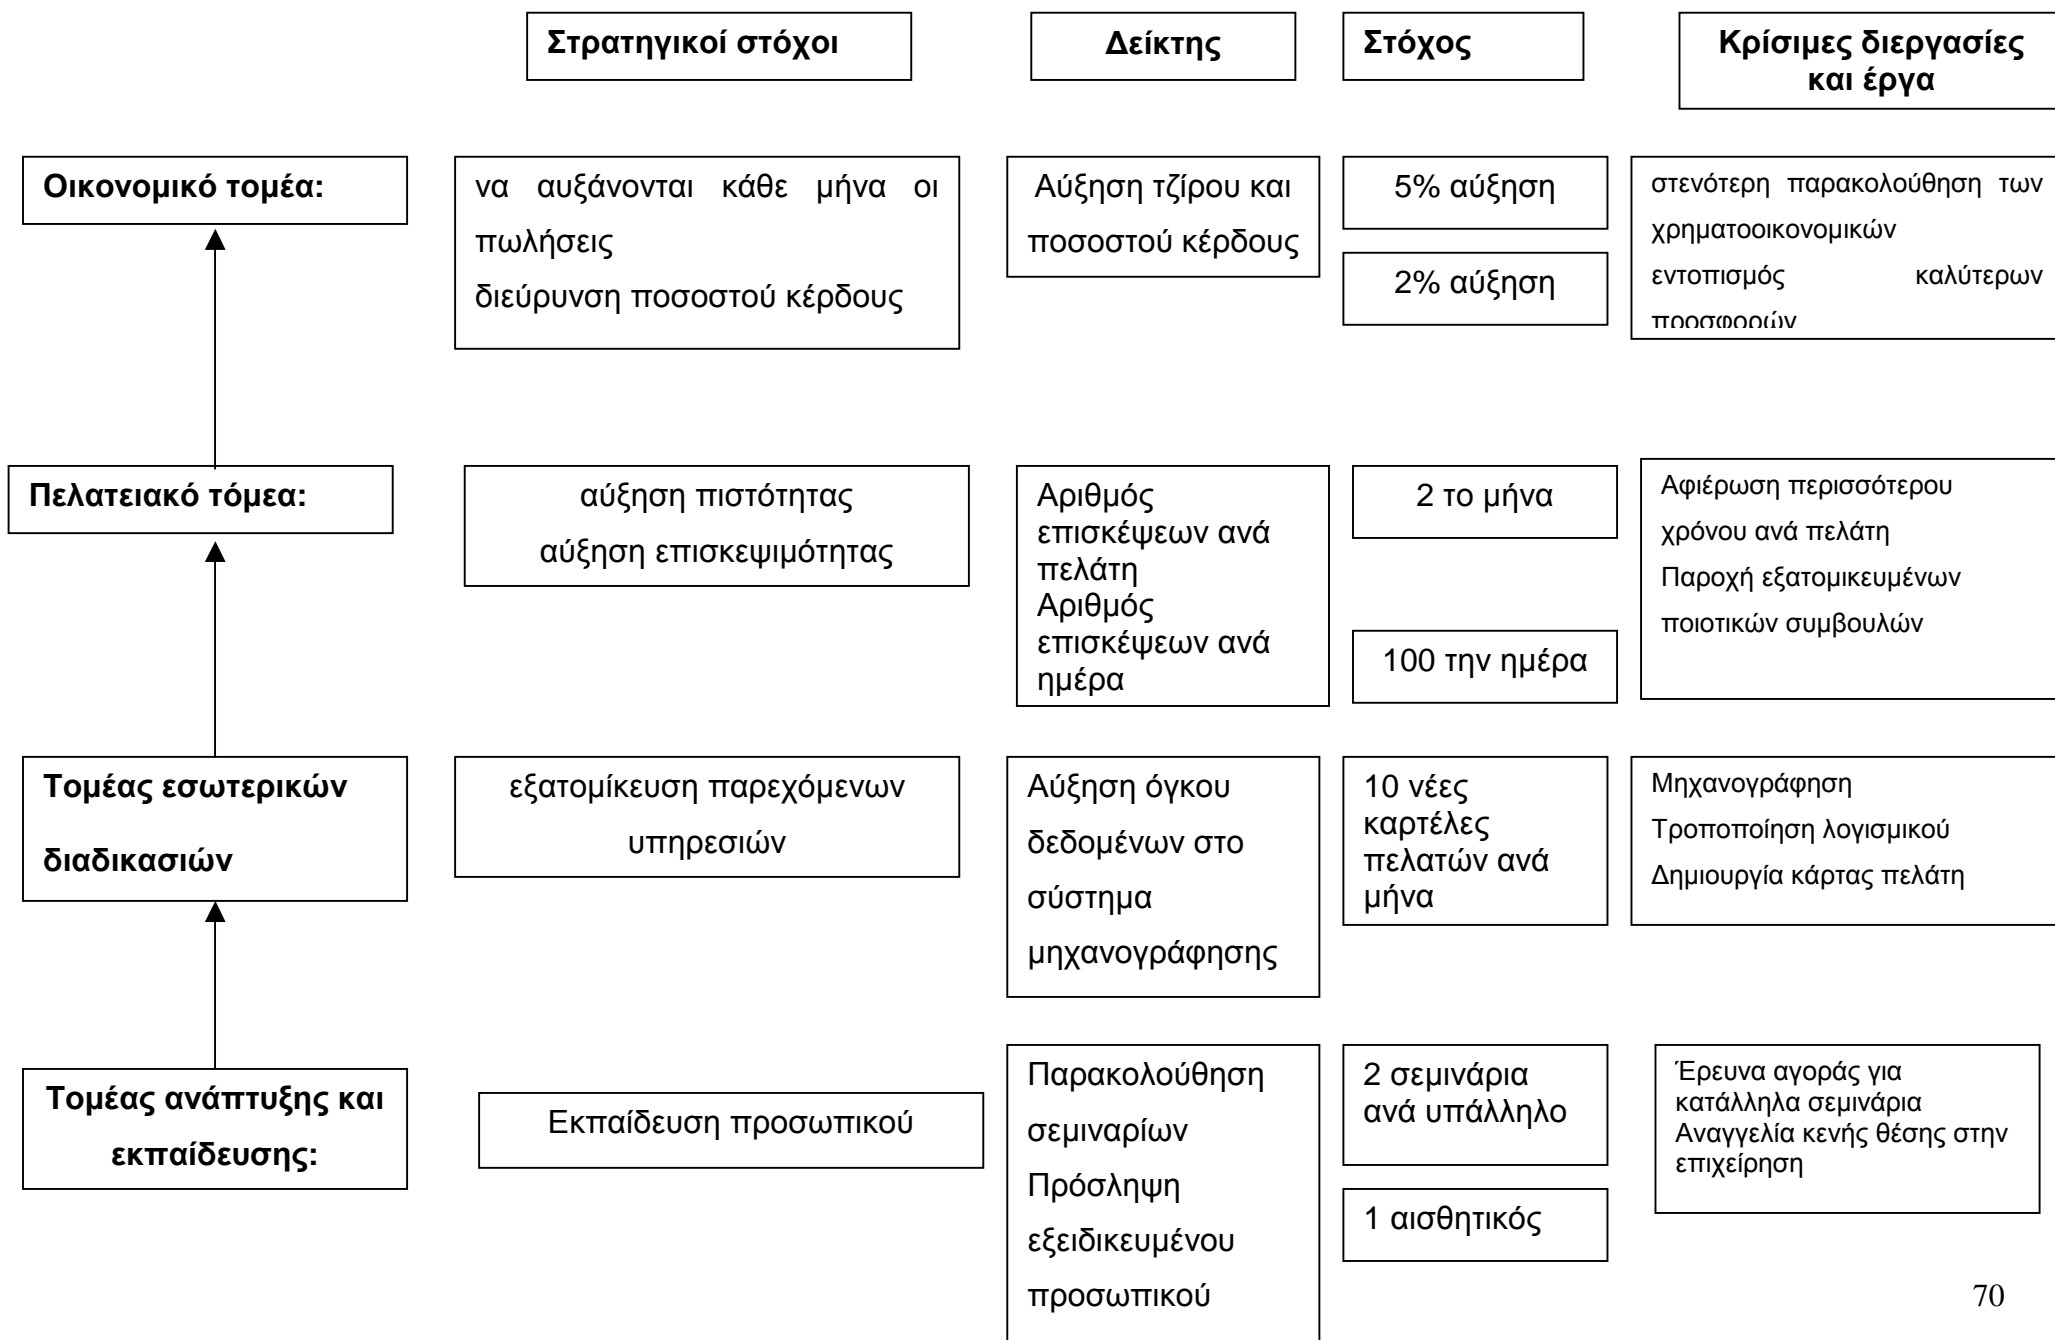 Στρατηγικοί στόχοι
Δείκτης
Στόχος
Κρίσιμες διεργασίες
και έργα
Οικονομικό τομέα:
να αυξάνονται κάθε μήνα οι
πωλήσεις
διεύρυνση ποσοστού κέρδους
Αύξηση τζίρου και
ποσοστού κέρδους
5% αύξηση
2% αύξηση
στενότερη παρακολούθηση των
χρηματοοικονομικών
εντοπισμός καλύτερων
προσφορών
Πελατειακό τόμεα:
αύξηση πιστότητας
αύξηση επισκεψιμότητας
Αριθμός
επισκέψεων ανά
πελάτη
Αριθμός
επισκέψεων ανά
ημέρα
2 το μήνα
100 την ημέρα
Αφιέρωση περισσότερου
χρόνου ανά πελάτη
Παροχή εξατομικευμένων
ποιοτικών συμβουλών
Τομέας εσωτερικών
διαδικασιών
εξατομίκευση παρεχόμενων
υπηρεσιών
Αύξηση όγκου
δεδομένων στο
σύστημα
μηχανογράφησης
10 νέες
καρτέλες
πελατών ανά
μήνα
Μηχανογράφηση
Τροποποίηση λογισμικού
Δημιουργία κάρτας πελάτη
Τομέας ανάπτυξης και
εκπαίδευσης:
Εκπαίδευση προσωπικού
Παρακολούθηση
σεμιναρίων
Πρόσληψη
εξειδικευμένου
προσωπικού
2 σεμινάρια
ανά υπάλληλο
1 αισθητικός
Έρευνα αγοράς για
κατάλληλα σεμινάρια
Αναγγελία κενής θέσης στην
επιχείρηση
70